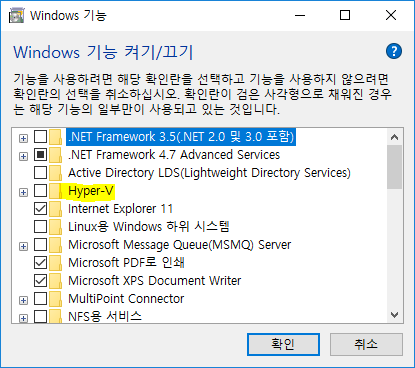 Windows 기능
Windows 기능 켜기/끄기
기능을 사용하려면 해당 확인란을 선택하고 기능을 사용하지 않으려면
확인란의 선택을 취소하십시오. 확인란이 검은 사각형으로 채워진 경우
는 해당 기능의 일부만이 사용되고 있는 것입니다.
.NET Framework 3.5(.NET 2.0 및 3.0 포함)
.NET Framework 4.7 Advanced Services
Active Directory LDS(Lightweight Directory Services)
Hyper-V
Internet Explorer 11
Linux용 Windows 하위 시스템
Microsoft Message Queue(MSMQ) Server
Microsoft PDF로 인쇄
Microsoft XPS Document Writer
MultiPoint Connector
NFS용 서비스
확인
취소